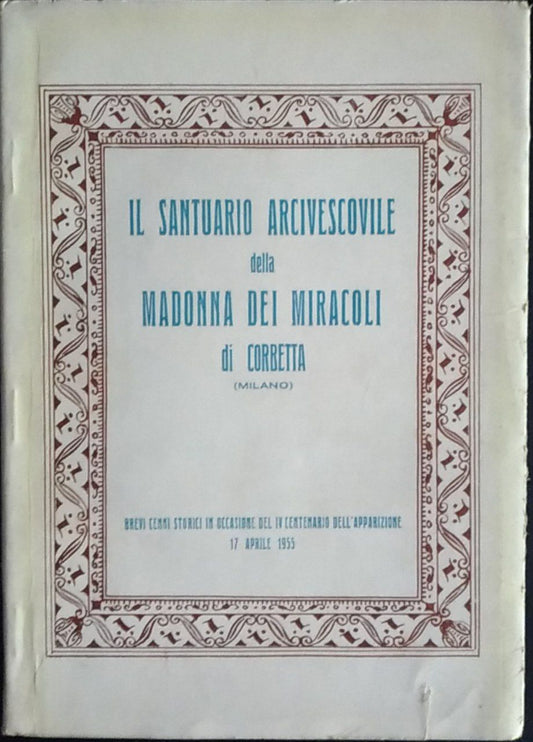 IL SANTUARIO ARCIVESCOVILE
della
MADONNA DEI MIRACOLI
di CORBETTA
(MILANO)
BREVI CENNI STORICI IN OCCASIONE DEL IV CENTENARIO DELL'APPARIZIONE
17 APRILE 1955